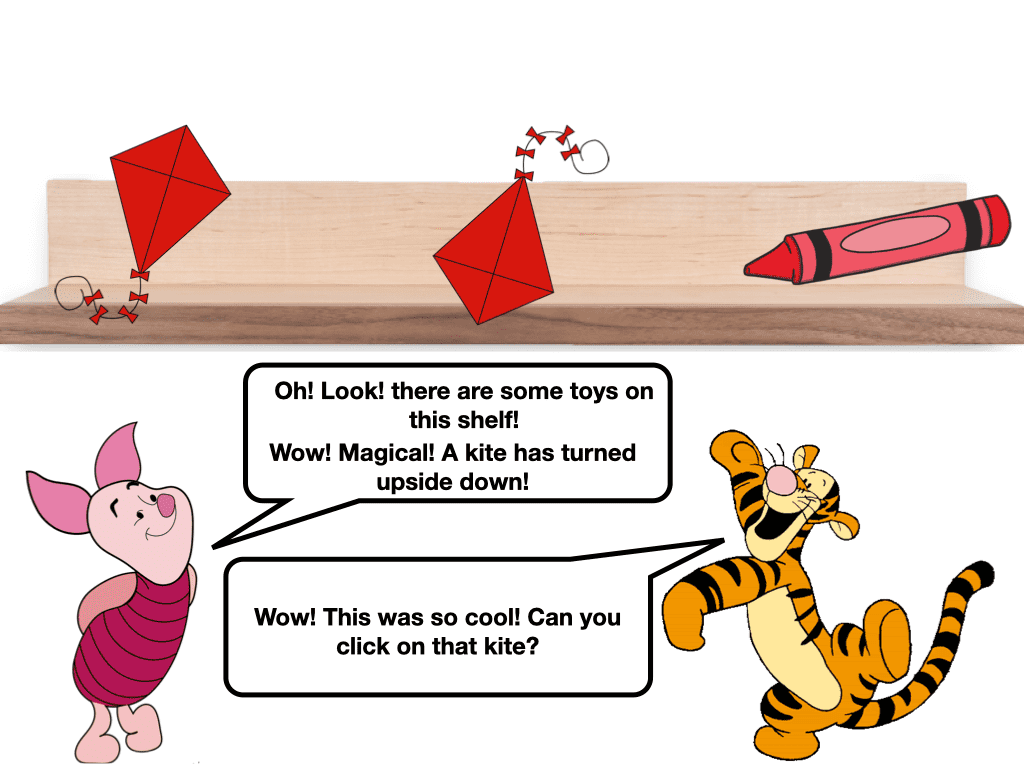 Oh! Look! there are some toys on
this shelf!
Wow! Magical! A kite has turned
upside down!
Wow! This was so cool! Can you
click on that kite?